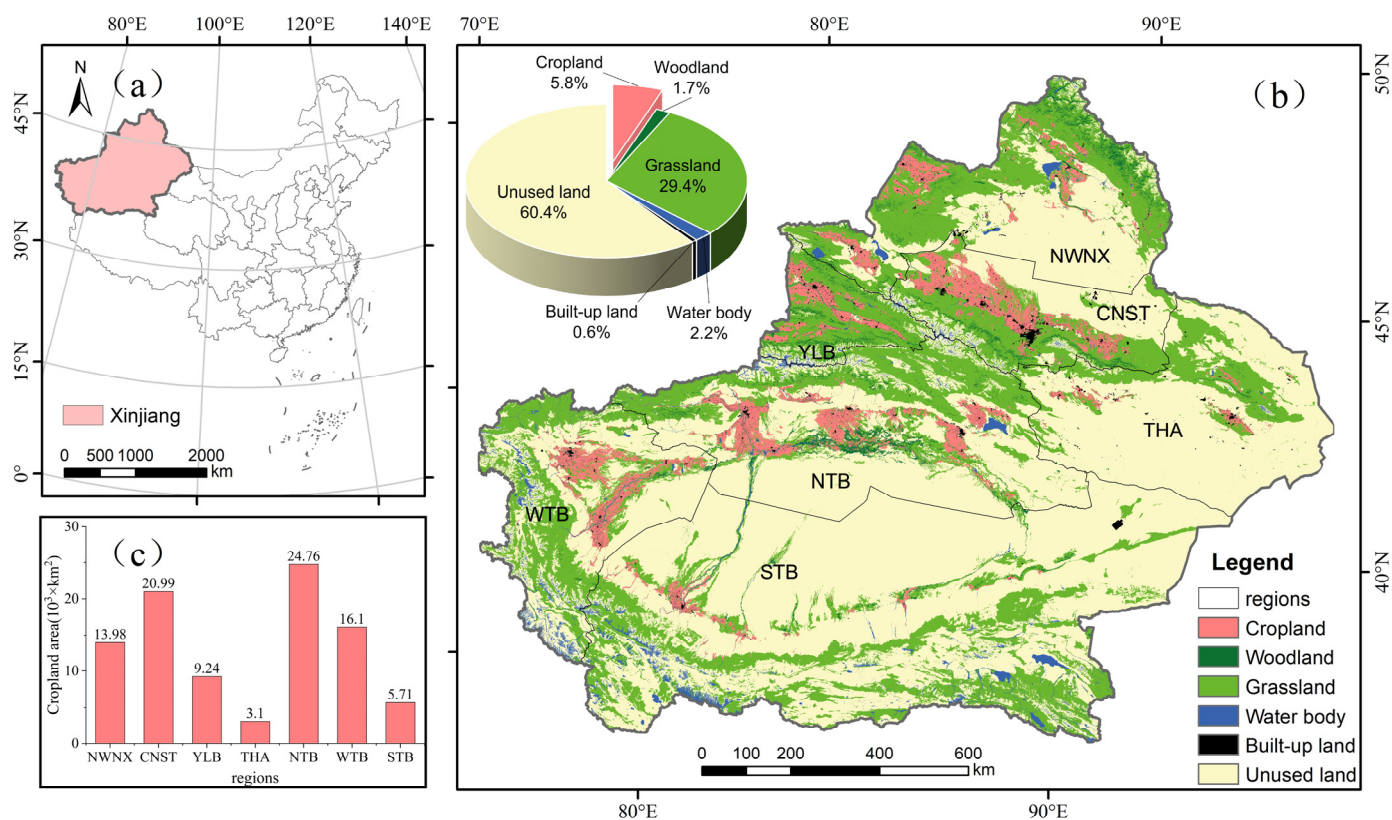 80°E 100°E 120°E 140°E
(a)
N
45°N
30°N
15°N
0°
Xinjiang
0 500 1000 2000
km
70°E 80°E 90°E
(b)
50°N
45°N
40°N
80°E 90°E
Cropland
5.8%
Woodland
1.7%
Grassland
29.4%
Unused land
60.4%
Built-up land
0.6%
Water body
2.2%
NWNX
CNST
YLB
THA
NTB
WTB
STB
Legend
regions
Cropland
Woodland
Grassland
Water body
Built-up land
Unused land
0 100 200 400 600
km
(c)
Cropland area(10³×km²)
30
20
10
0
13.98
20.99
9.24
3.1
24.76
16.1
5.71
NWNX CNST YLB THA NTB WTB STB
regions